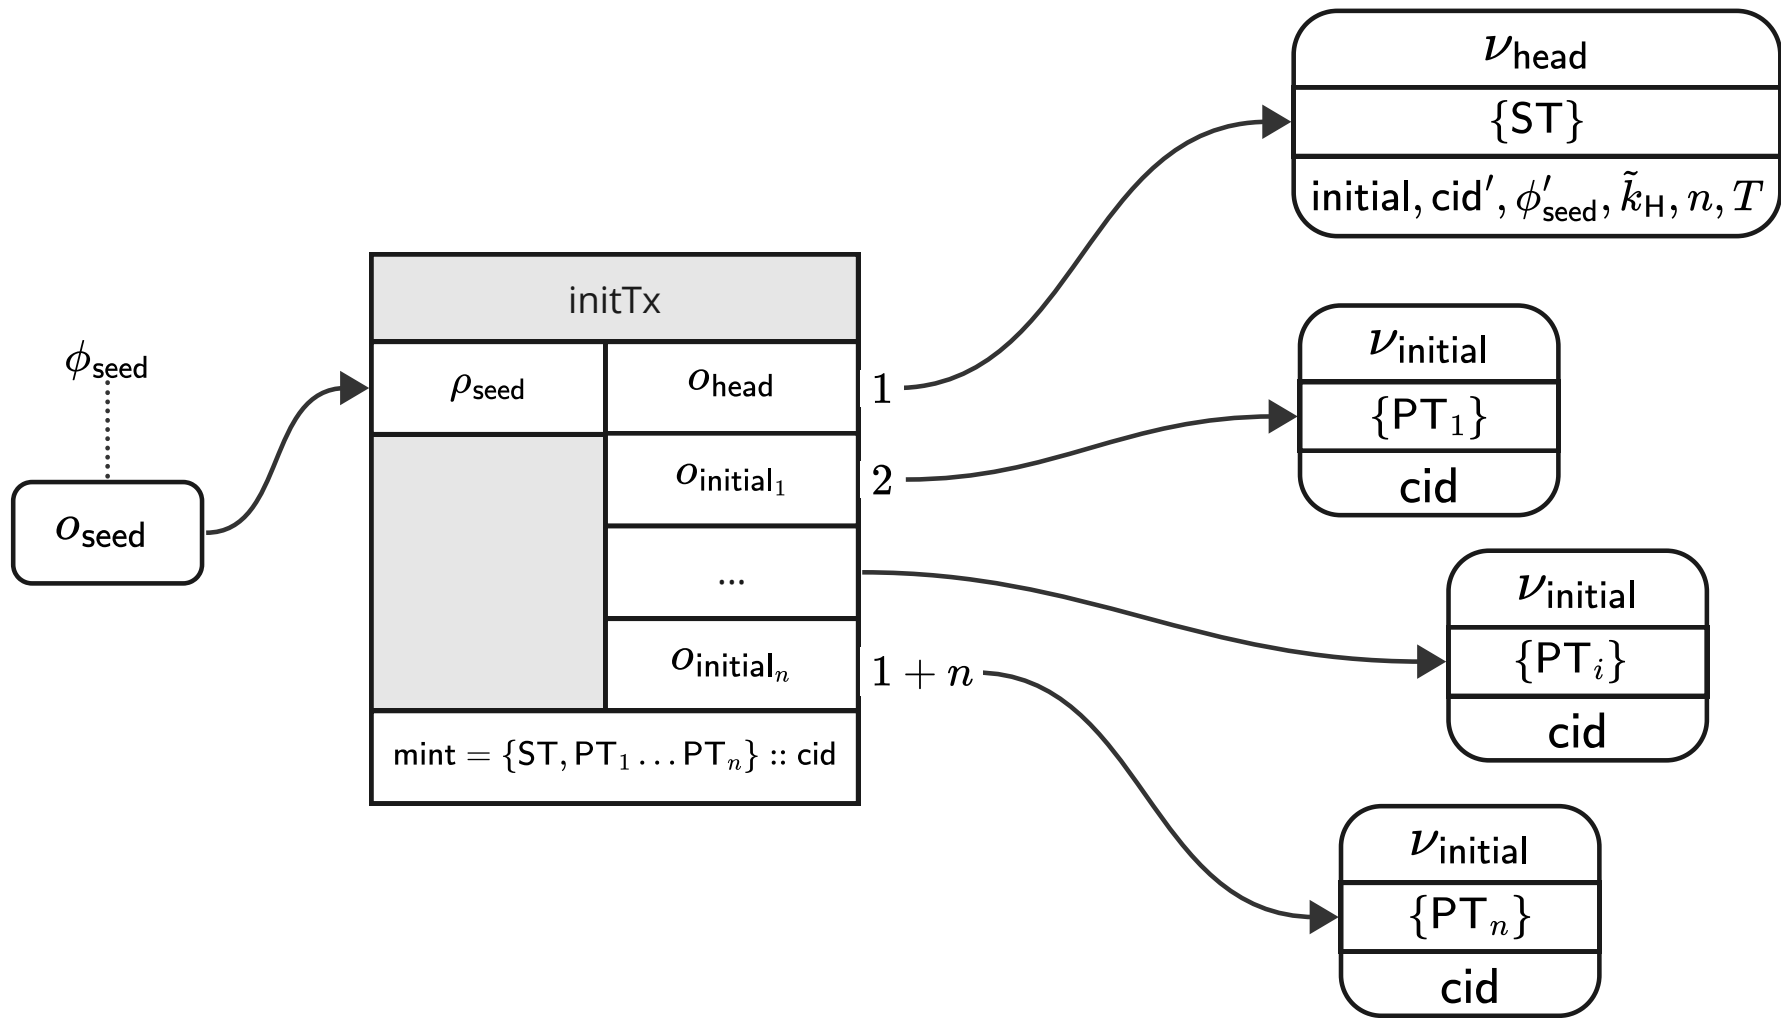 ϕ_seed
o_seed
initTx
ρ_seed
o_head
o_initial_1
...
o_initial_n
mint = {ST, PT_1 … PT_n} :: cid
1
2
1 + n
ν_head
{ST}
initial, cid′, ϕ′_seed, k̃_H, n, T
ν_initial
{PT_1}
cid
ν_initial
{PT_i}
cid
ν_initial
{PT_n}
cid